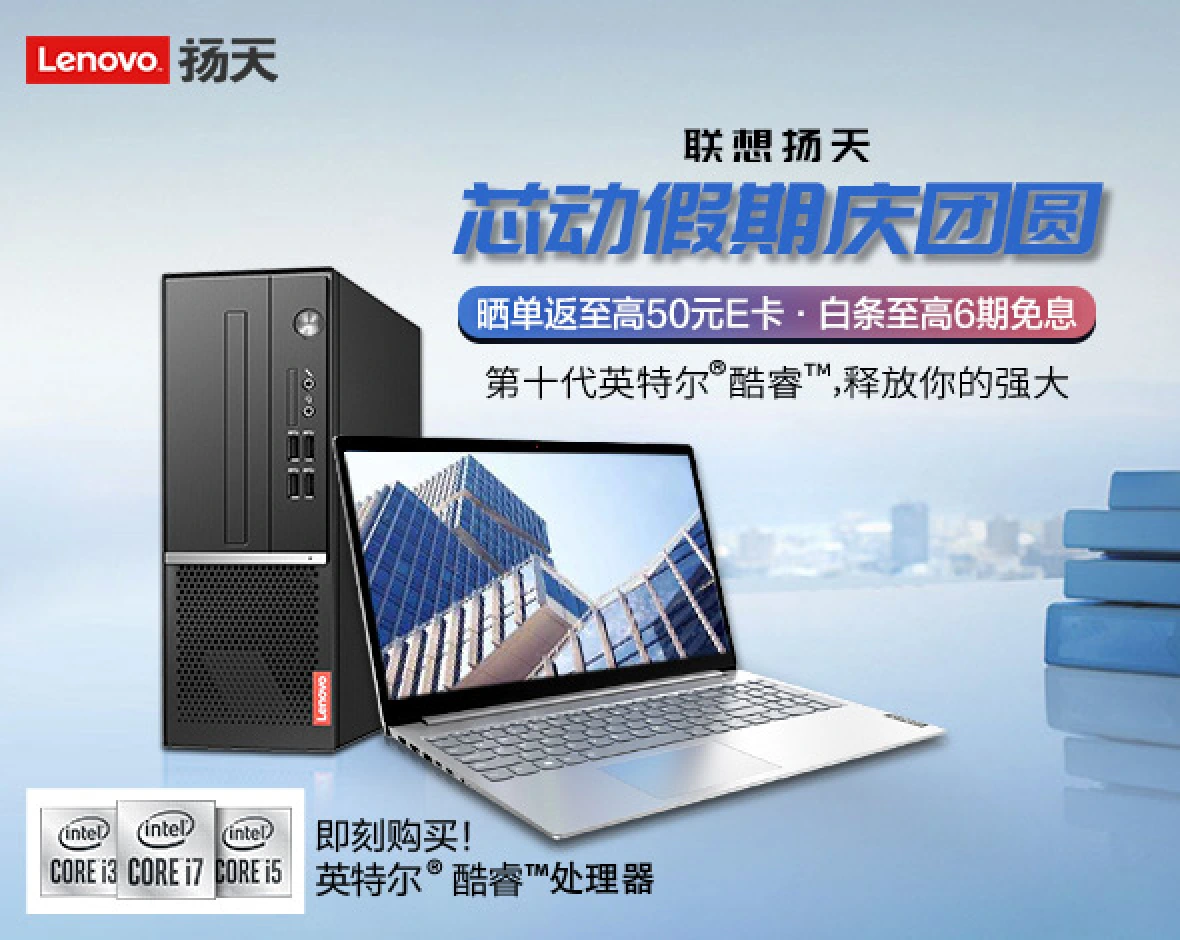 Lenovo 扬天
联想扬天
芯动假期庆团圆
晒单返至高50元E卡·白条至高6期免息
第十代英特尔®酷睿™,释放你的强大
Lenovo
intel CORE i3
intel CORE i7
intel CORE i5
即刻购买!
英特尔®酷睿™处理器